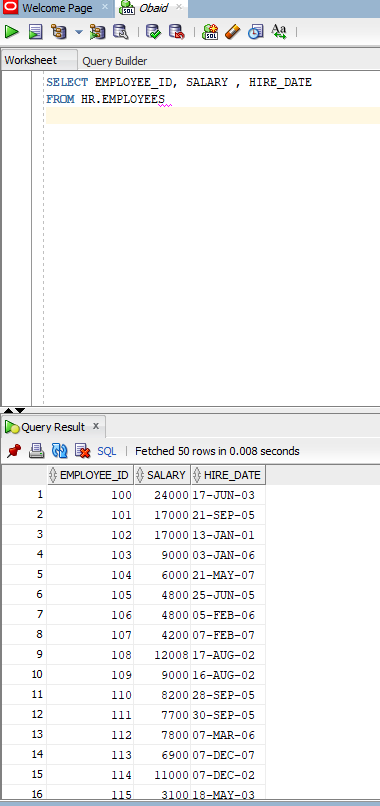 Welcome Page × Obaid ×
Worksheet Query Builder
SELECT EMPLOYEE_ID, SALARY , HIRE_DATE
FROM HR.EMPLOYEES
Query Result ×
SQL | Fetched 50 rows in 0.008 seconds
EMPLOYEE_ID SALARY HIRE_DATE
1 100 24000 17-JUN-03
2 101 17000 21-SEP-05
3 102 17000 13-JAN-01
4 103 9000 03-JAN-06
5 104 6000 21-MAY-07
6 105 4800 25-JUN-05
7 106 4800 05-FEB-06
8 107 4200 07-FEB-07
9 108 12008 17-AUG-02
10 109 9000 16-AUG-02
11 110 8200 28-SEP-05
12 111 7700 30-SEP-05
13 112 7800 07-MAR-06
14 113 6900 07-DEC-07
15 114 11000 07-DEC-02
16 115 3100 18-MAY-03